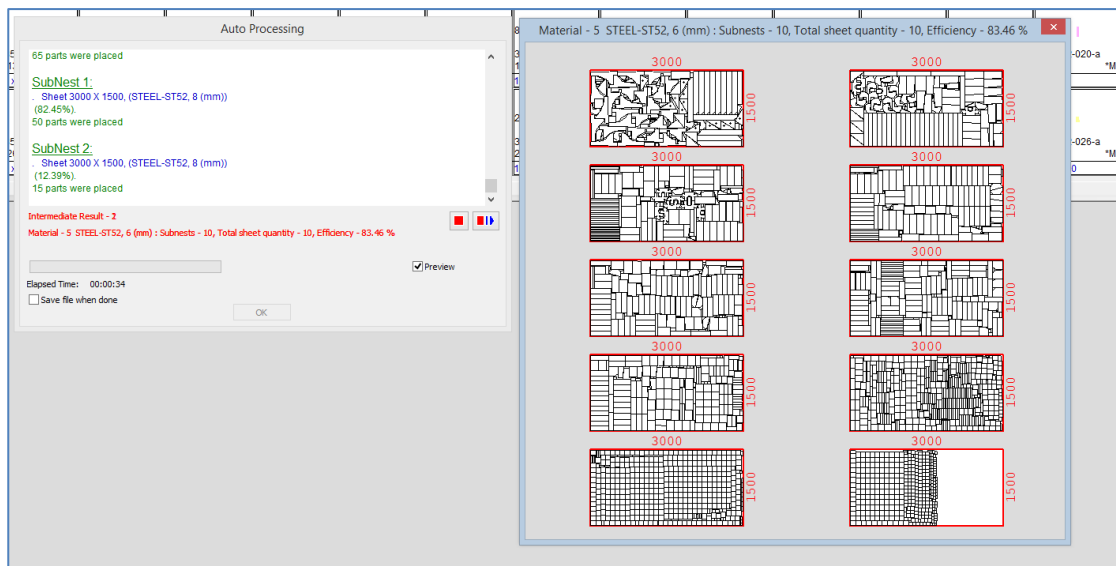 Auto Processing
65 parts were placed
SubNest 1:
. Sheet 3000 X 1500, (STEEL-ST52, 8 (mm))
(82.45%).
50 parts were placed
SubNest 2:
. Sheet 3000 X 1500, (STEEL-ST52, 8 (mm))
(12.39%).
15 parts were placed
Intermediate Result - 2
Material - 5 STEEL-ST52, 6 (mm) : Subnests - 10, Total sheet quantity - 10, Efficiency - 83.46 %
Preview
Elapsed Time: 00:00:34
Save file when done
OK
Material - 5 STEEL-ST52, 6 (mm) : Subnests - 10, Total sheet quantity - 10, Efficiency - 83.46 %
3000
1500
3000
1500
3000
1500
3000
1500
3000
1500
3000
1500
3000
1500
3000
1500
3000
1500
3000
1500
-020-a
"M
-026-a
"M